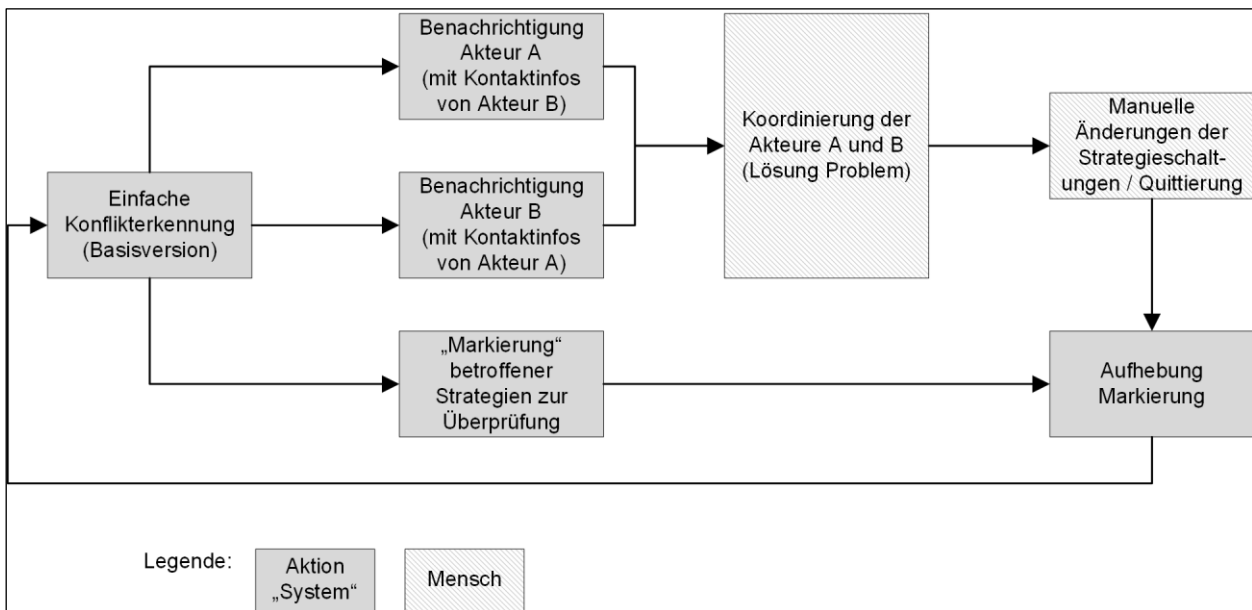 Benachrichtigung
Akteur A
(mit Kontaktinfos
von Akteur B)
Einfache
Konflikterkennung
(Basisversion)
Benachrichtigung
Akteur B
(mit Kontaktinfos
von Akteur A)
„Markierung“
betroffener
Strategien zur
Überprüfung
Koordinierung der
Akteure A und B
(Lösung Problem)
Manuelle
Änderungen der
Strategieschalt-
ungen / Quittierung
Aufhebung
Markierung
Legende:
Aktion
„System“
Mensch